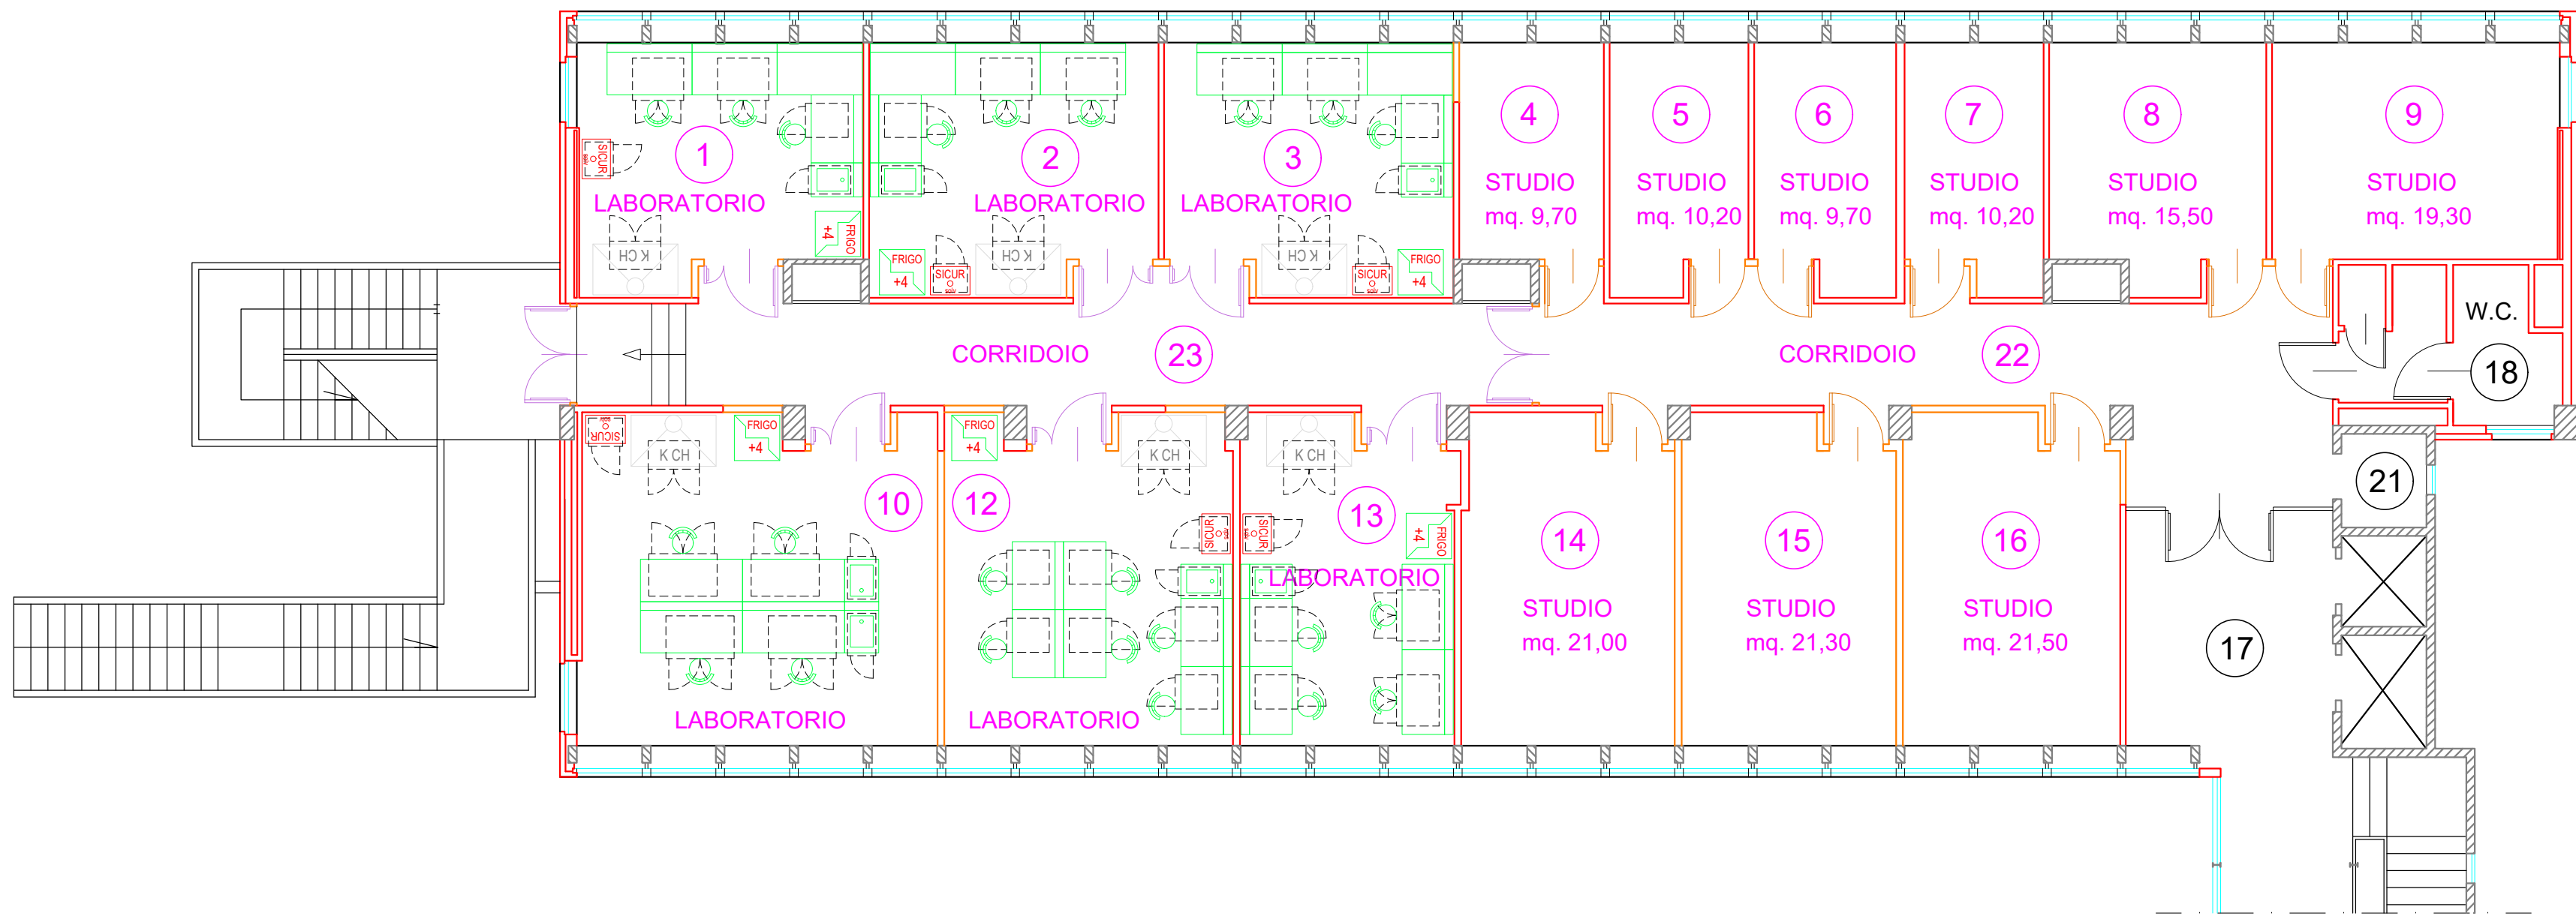 1
LABORATORIO
SICUR
K CH
FRIGO
+4
2
LABORATORIO
FRIGO
+4
SICUR
K CH
3
LABORATORIO
K CH
SICUR
FRIGO
+4
4
STUDIO
mq. 9,70
5
STUDIO
mq. 10,20
6
STUDIO
mq. 9,70
7
STUDIO
mq. 10,20
8
STUDIO
mq. 15,50
9
STUDIO
mq. 19,30
CORRIDOIO
23
CORRIDOIO
22
W.C.
18
SICUR
K CH
FRIGO
+4
10
LABORATORIO
FRIGO
+4
K CH
12
SICUR
LABORATORIO
K CH
13
SICUR
FRIGO
+4
LABORATORIO
14
STUDIO
mq. 21,00
15
STUDIO
mq. 21,30
16
STUDIO
mq. 21,50
21
17